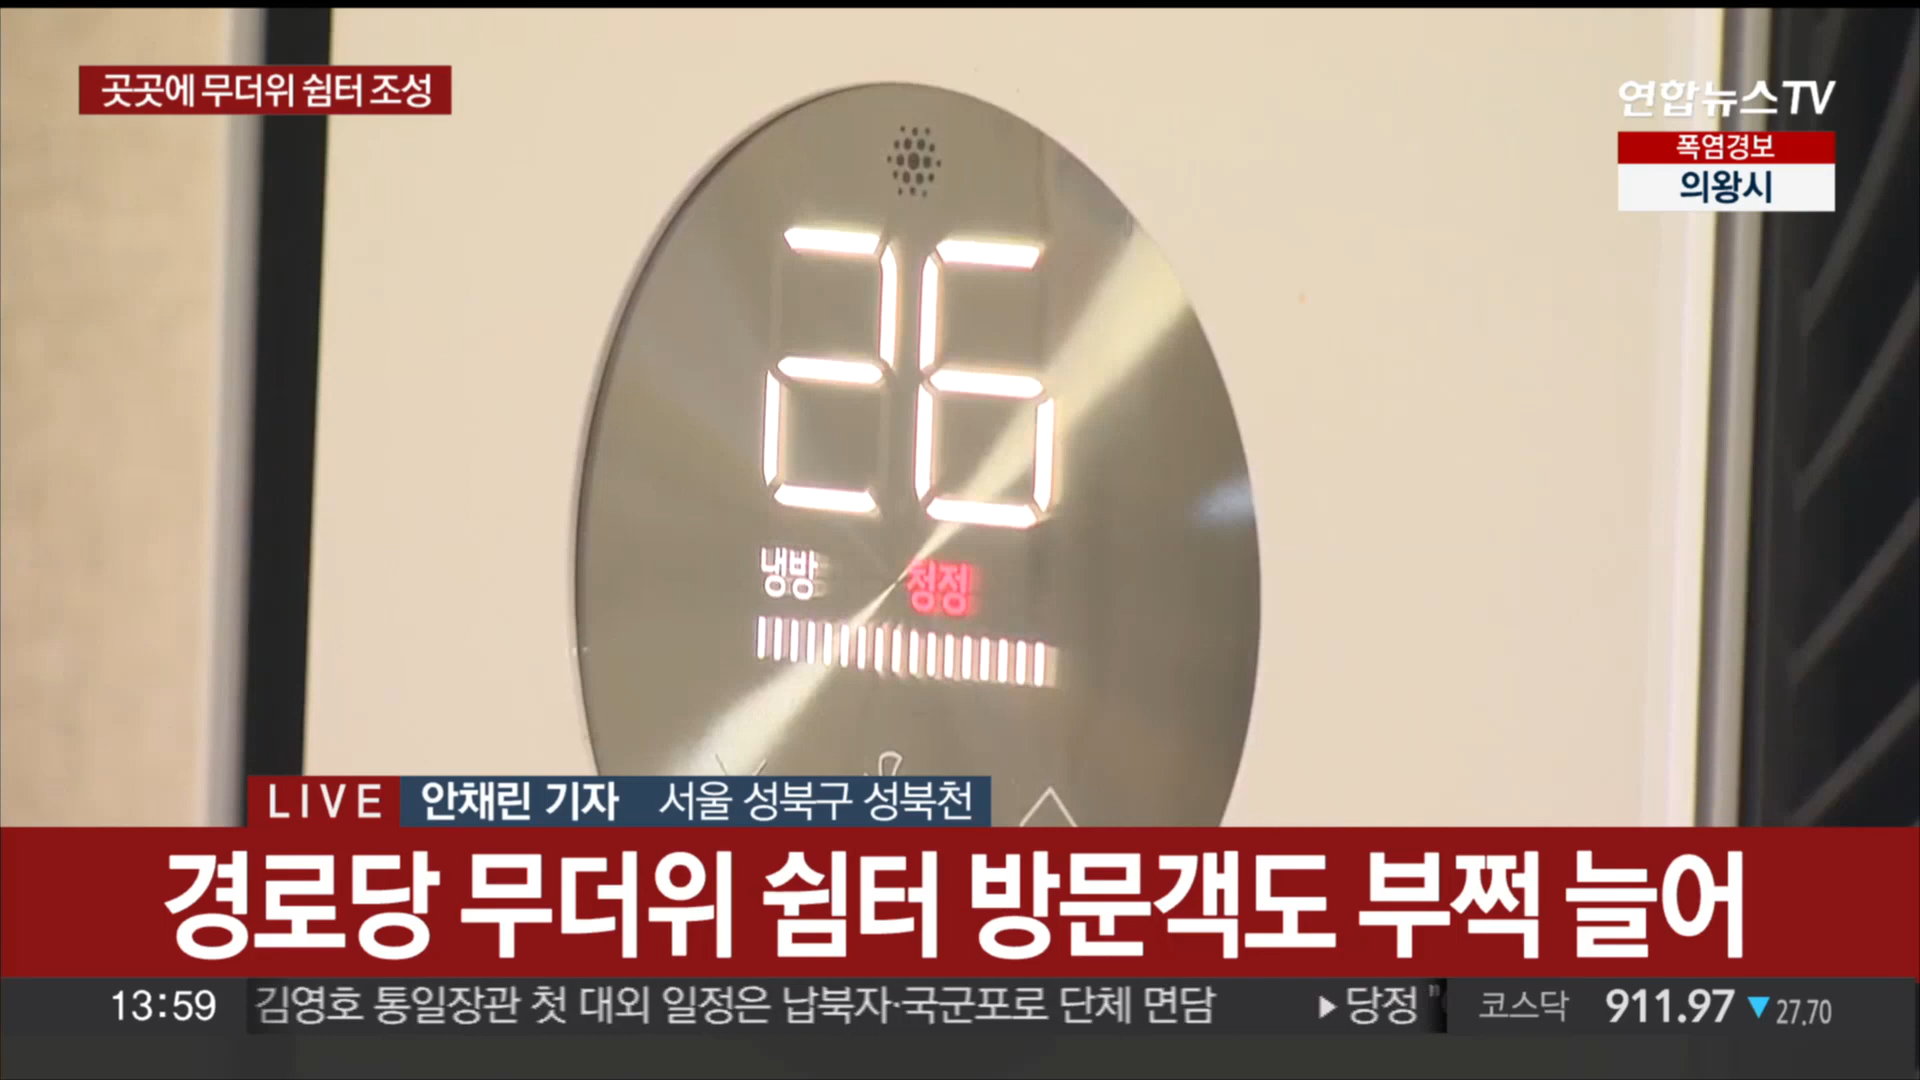 곳곳에 무더위 쉼터 조성
연합뉴스TV
폭염경보
의왕시
26
냉방 청정
LIVE 안채린 기자 서울 성북구 성북천
경로당 무더위 쉼터 방문객도 부쩍 늘어
13:59 김영호 통일장관 첫 대외 일정은 납북자·국군포로 단체 면담 ▶당정 코스닥 911.97 ▼27.70